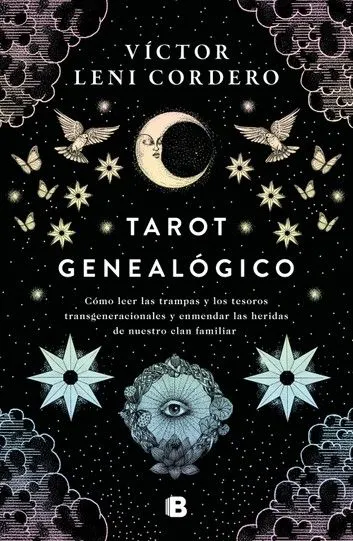 VÍCTOR
LENI CORDERO
TAROT
GENEALÓGICO
Cómo leer las trampas y los tesoros
transgeneracionales y enmendar las heridas
de nuestro clan familiar
B